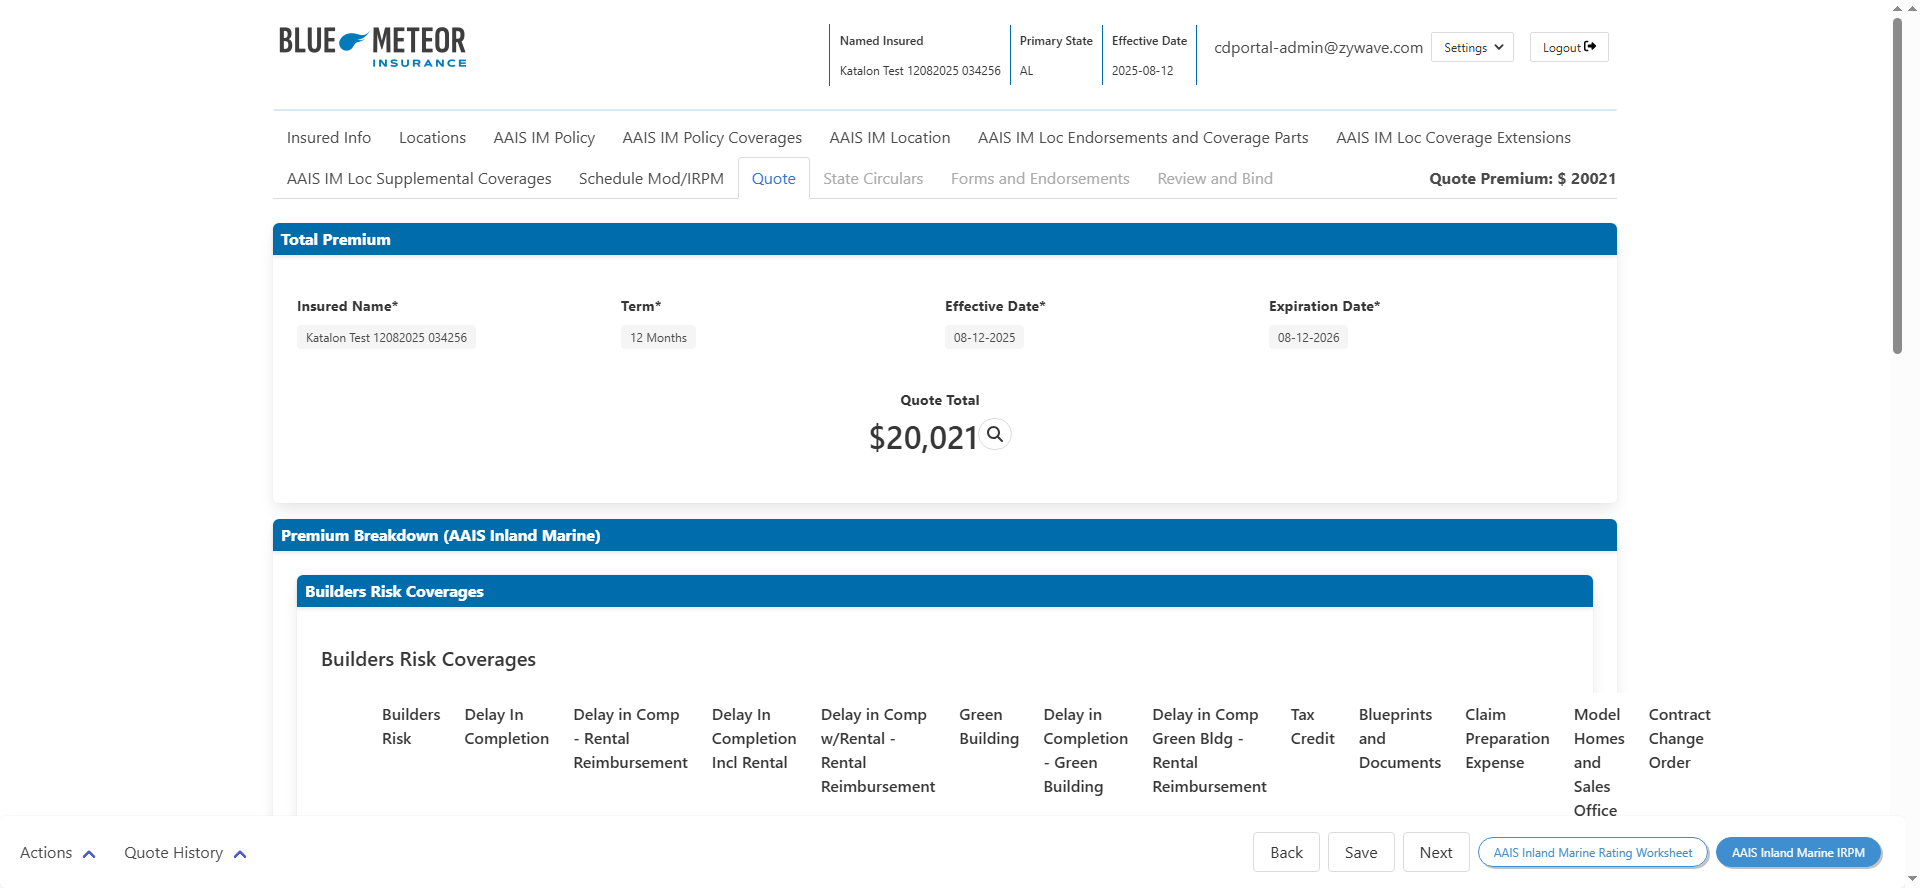 BLUE METEOR
INSURANCE
Named Insured
Katalon Test 12082025 034256
Primary State
AL
Effective Date
2025-08-12
cdportal-admin@zywave.com
Settings
Logout
Insured Info
Locations
AAIS IM Policy
AAIS IM Policy Coverages
AAIS IM Location
AAIS IM Loc Endorsements and Coverage Parts
AAIS IM Loc Coverage Extensions
AAIS IM Loc Supplemental Coverages
Schedule Mod/IRPM
Quote
State Circulars
Forms and Endorsements
Review and Bind
Quote Premium: $ 20021
Total Premium
Insured Name*
Katalon Test 12082025 034256
Term*
12 Months
Effective Date*
08-12-2025
Expiration Date*
08-12-2026
Quote Total
$20,021
Premium Breakdown (AAIS Inland Marine)
Builders Risk Coverages
Builders Risk Coverages
Builders
Risk
Delay In
Completion
Delay in Comp
- Rental
Reimbursement
Delay In
Completion
Incl Rental
Delay in Comp
w/Rental -
Rental
Reimbursement
Green
Building
Delay in
Completion
- Green
Building
Delay in Comp
Green Bldg -
Rental
Reimbursement
Tax
Credit
Blueprints
and
Documents
Claim
Preparation
Expense
Model
Homes
and
Sales
Office
Contract
Change
Order
Actions
Quote History
Back
Save
Next
AAIS Inland Marine Rating Worksheet
AAIS Inland Marine IRPM